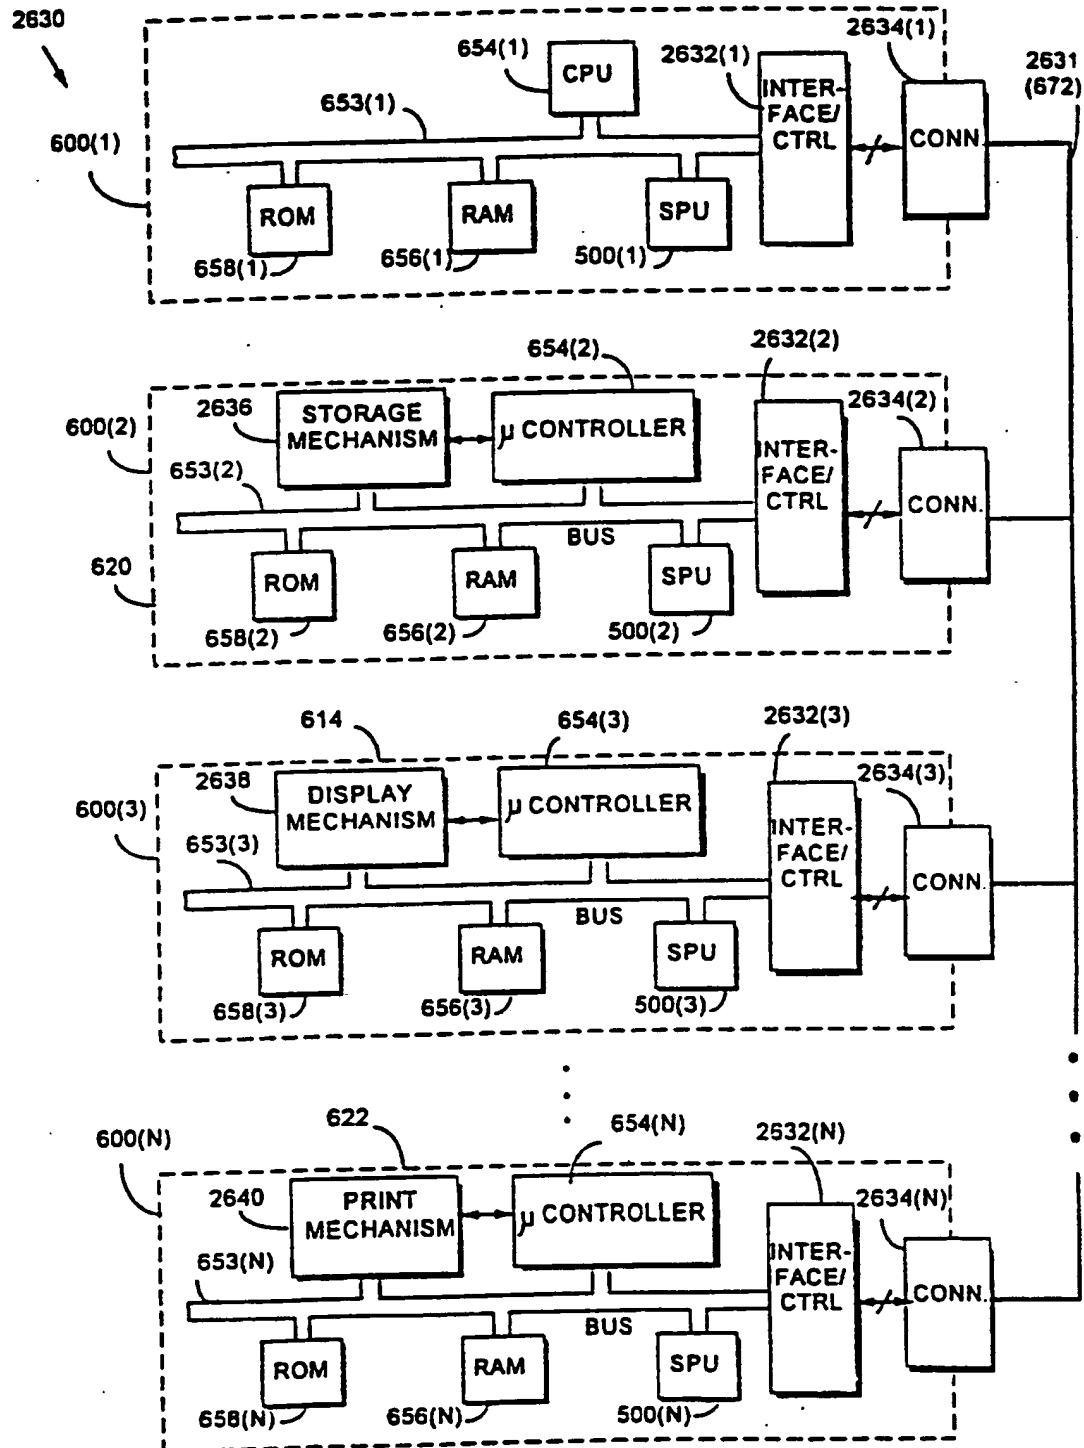 2630
654(1)
2632(1)
2634(1)
2631
(672)
CPU
INTER-
FACE/
CTRL
653(1)
600(1)
CONN.
ROM
RAM
SPU
658(1)
656(1)
500(1)
654(2)
2632(2)
2634(2)
600(2)
2636
STORAGE
MECHANISM
µ CONTROLLER
INTER-
FACE/
CTRL
653(2)
CONN.
BUS
620
ROM
RAM
SPU
658(2)
656(2)
500(2)
614
654(3)
2632(3)
2634(3)
600(3)
2638
DISPLAY
MECHANISM
µ CONTROLLER
INTER-
FACE/
CTRL
653(3)
CONN.
BUS
ROM
RAM
SPU
658(3)
656(3)
500(3)
622
654(N)
2632(N)
600(N)
2634(N)
2640
PRINT
MECHANISM
µ CONTROLLER
INTER-
FACE/
CTRL
653(N)
CONN.
BUS
ROM
RAM
SPU
658(N)
656(N)
500(N)